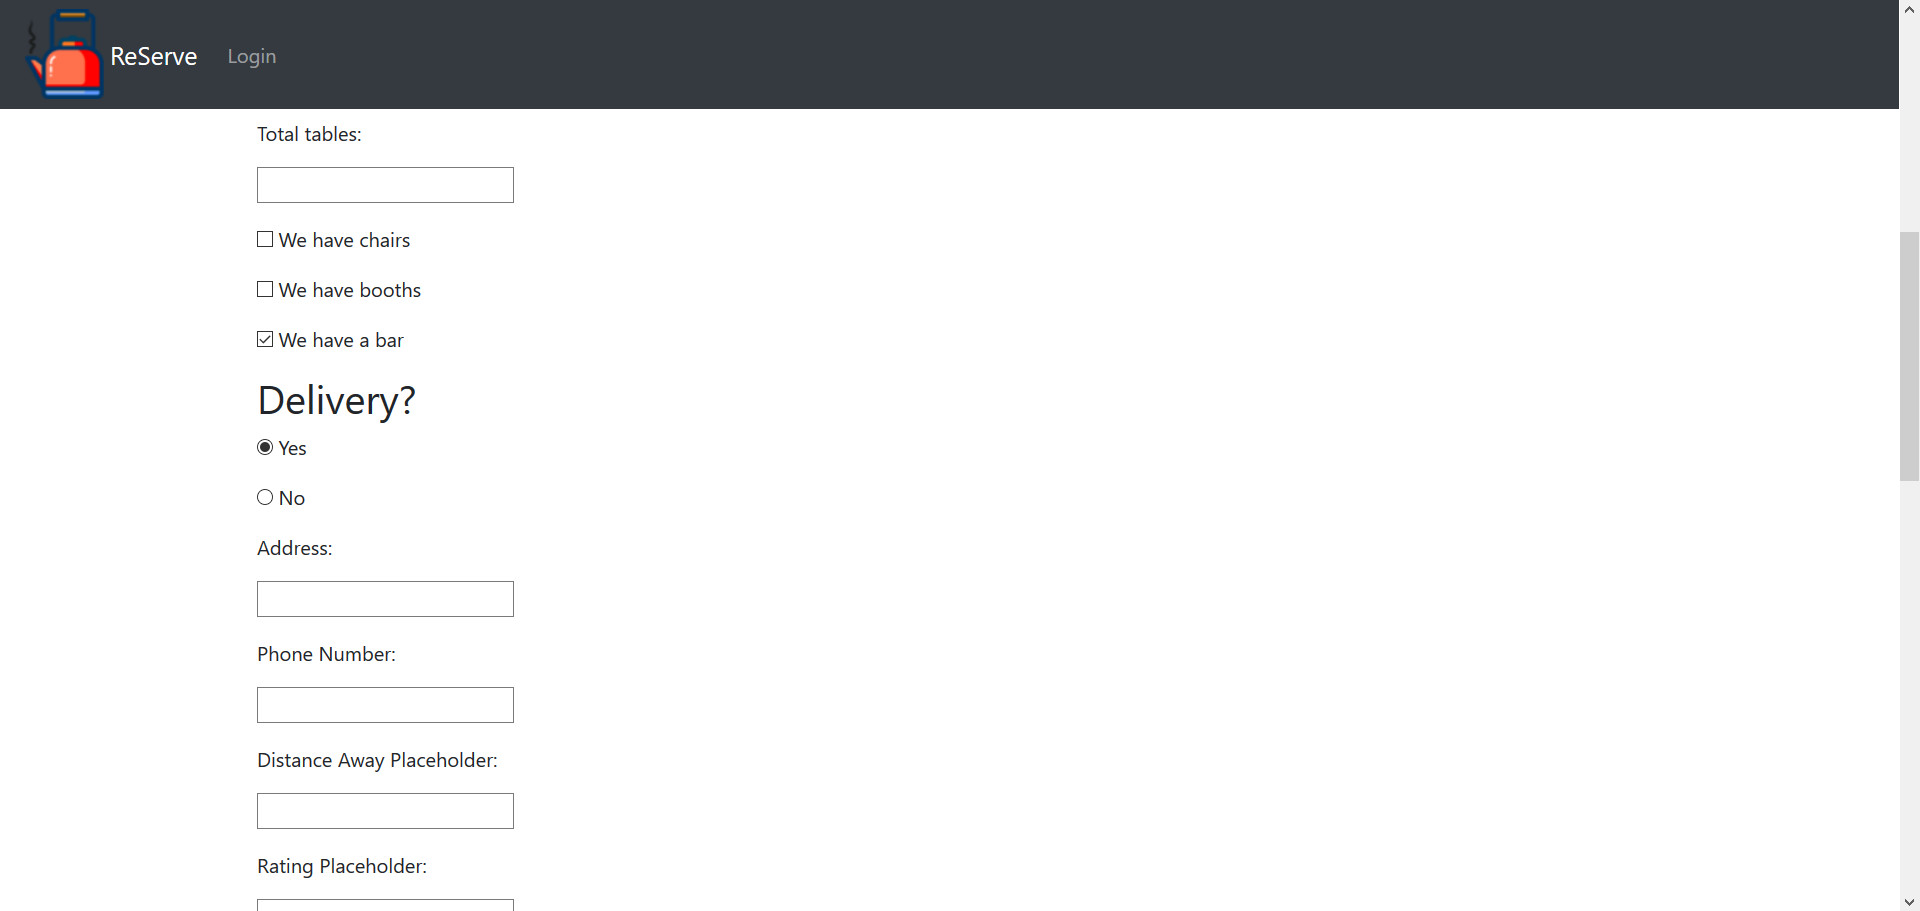 ReServe Login
Total tables:
We have chairs
We have booths
We have a bar
Delivery?
Yes
No
Address:
Phone Number:
Distance Away Placeholder:
Rating Placeholder: